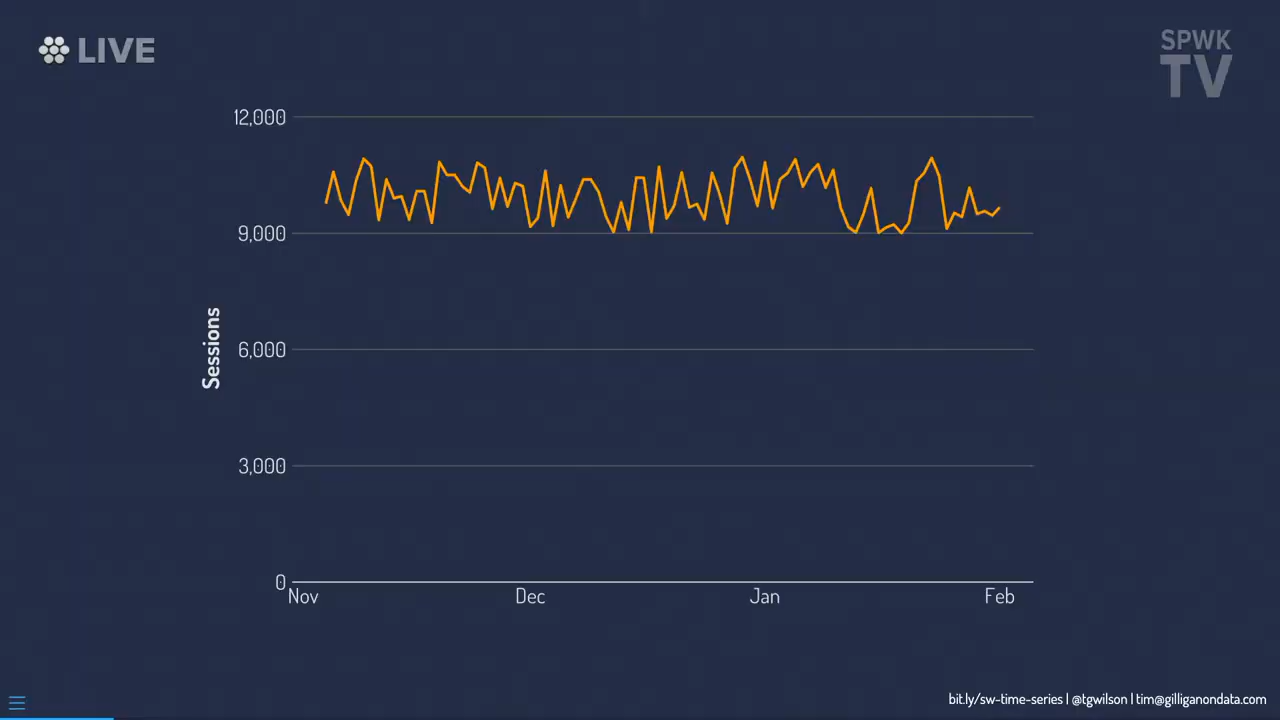 LIVE
SPWK
TV
12,000
9,000
6,000
3,000
0
Sessions
Nov Dec Jan Feb
bit.ly/sw-time-series | @tgwilson | tim@gilliganondata.com